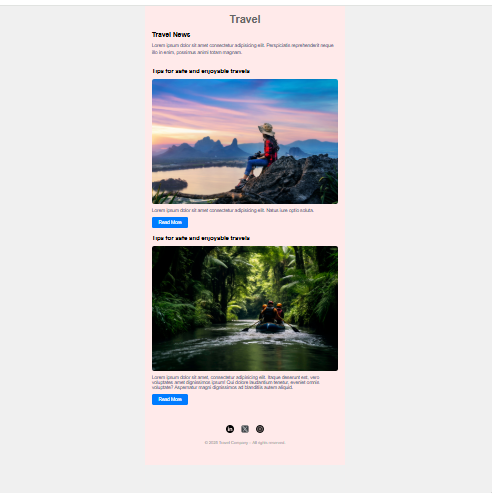 Travel
Travel News
Lorem ipsum dolor sit amet consectetur adipisicing elit. Perspiciatis reprehenderit neque
illo in enim, possimus animi totam magnam.
Tips for safe and enjoyable travels
Lorem ipsum dolor sit amet consectetur adipisicing elit. Natus iure optio soluta.
Read More
Tips for safe and enjoyable travels
Lorem ipsum dolor sit amet, consectetur adipisicing elit. Itaque deserunt est, vero
voluptates amet dignissimos ipsum! Qui dolore laudantium tenetur, eveniet omnis
voluptate? Aspernatur magni dignissimos ad blanditiis autem aliquid.
Read More
Travel Company - All rights reserved.